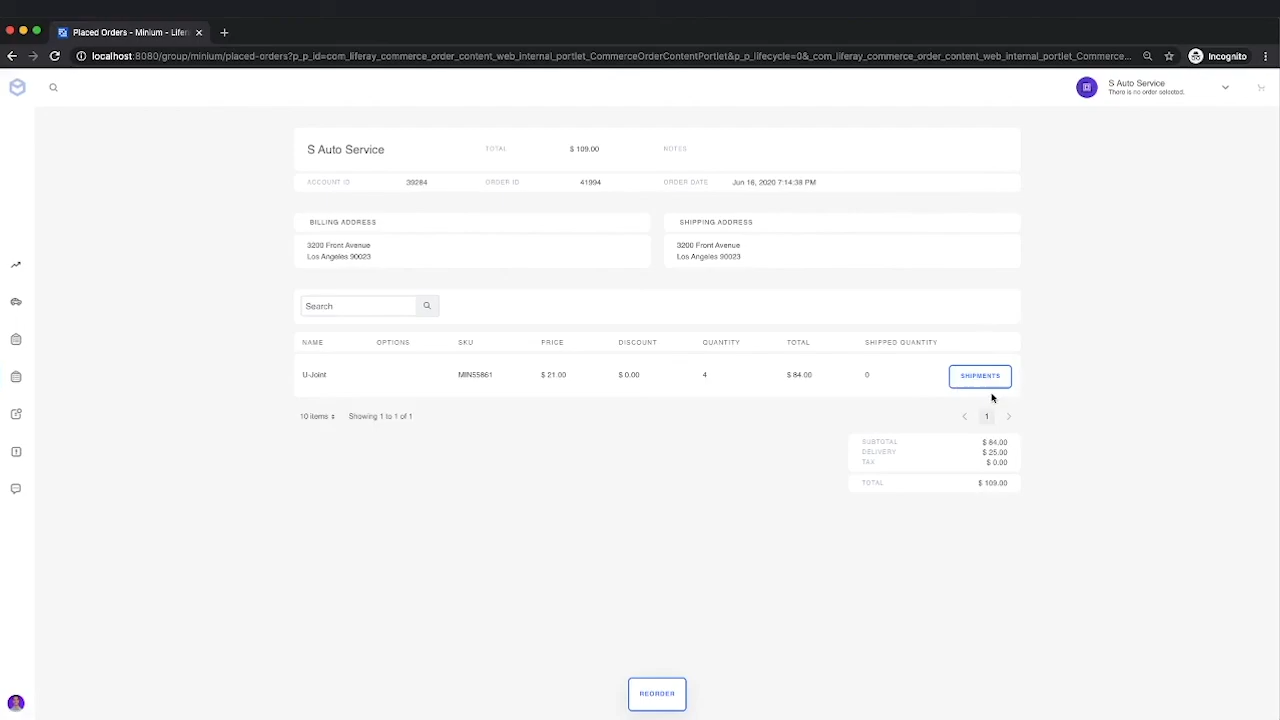 Placed Orders - Minium - Lifer
localhost:8080/group/minium/placed-orders?p_p_id=com_liferay_commerce_order_content_web_internal_portlet_CommerceOrderContentPortlet&p_p_lifecycle=0&_com_liferay_commerce_order_content_web_internal_portlet_Commerce...
Incognito
S Auto Service
There is no order selected.
S Auto Service TOTAL $ 109.00 NOTES
ACCOUNT ID 39284 ORDER ID 41994 ORDER DATE Jun 16, 2020 7:14:38 PM
BILLING ADDRESS SHIPPING ADDRESS
3200 Front Avenue 3200 Front Avenue
Los Angeles 90023 Los Angeles 90023
Search
NAME OPTIONS SKU PRICE DISCOUNT QUANTITY TOTAL SHIPPED QUANTITY
U-Joint MIN55861 $ 21.00 $ 0.00 4 $ 84.00 0 SHIPMENTS
10 items Showing 1 to 1 of 1 1
SUBTOTAL $ 84.00
DELIVERY $ 25.00
TAX $ 0.00
TOTAL $ 109.00
REORDER